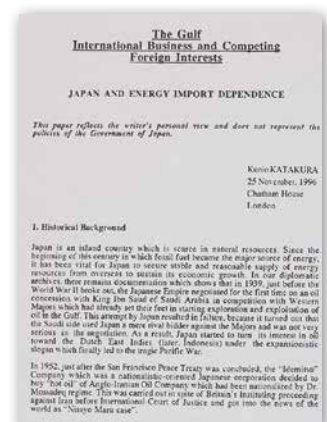 The Gulf
International Business and Competing
Foreign Interests
JAPAN AND ENERGY IMPORT DEPENDENCE
This paper reflects the writer's personal view and does not represent the
policies of the Government of Japan.
Kunio KATAKURA
25 November, 1996
Chatham House
London
1. Historical Background
Japan is an island country which is scarce in natural resources. Since the
beginning of this century in which fossil fuel became the major source of energy,
it has been vital for Japan to secure stable and reasonable supply of energy
resources from overseas to sustain its economic growth. In our diplomatic
archives, there remains documentation which shows that in 1939, just before the
World War II broke out, the Japanese Empire negotiated for the first time on an oil
concession with King Ibn Saud of Saudi Arabia in competition with Western
Majors which had already set their feet in starting exploration and exploitation of
oil in the Gulf. This attempt by Japan resulted in failure, because it turned out that
the Saudi side used Japan a mere rival bidder against the Majors and was not very
serious in the negotiation. As a result, Japan started to turn its interest in oil
toward the Dutch East Indies (later, Indonesia) under the expansionistic
slogan which finally led to the tragic Pacific War.
In 1952, just after the San Francisco Peace Treaty was concluded, the "Idemitsu"
Company which was a nationalistic-oriented Japanese corporation decided to
buy "hot oil" of Anglo-Iranian Oil Company which had been nationalized by Dr.
Mossadeq regime. This was carried out in spite of Britain's instituting proceeding
against Iran before International Court of Justice and got into the news of the
world as "Nissyo Maru case".